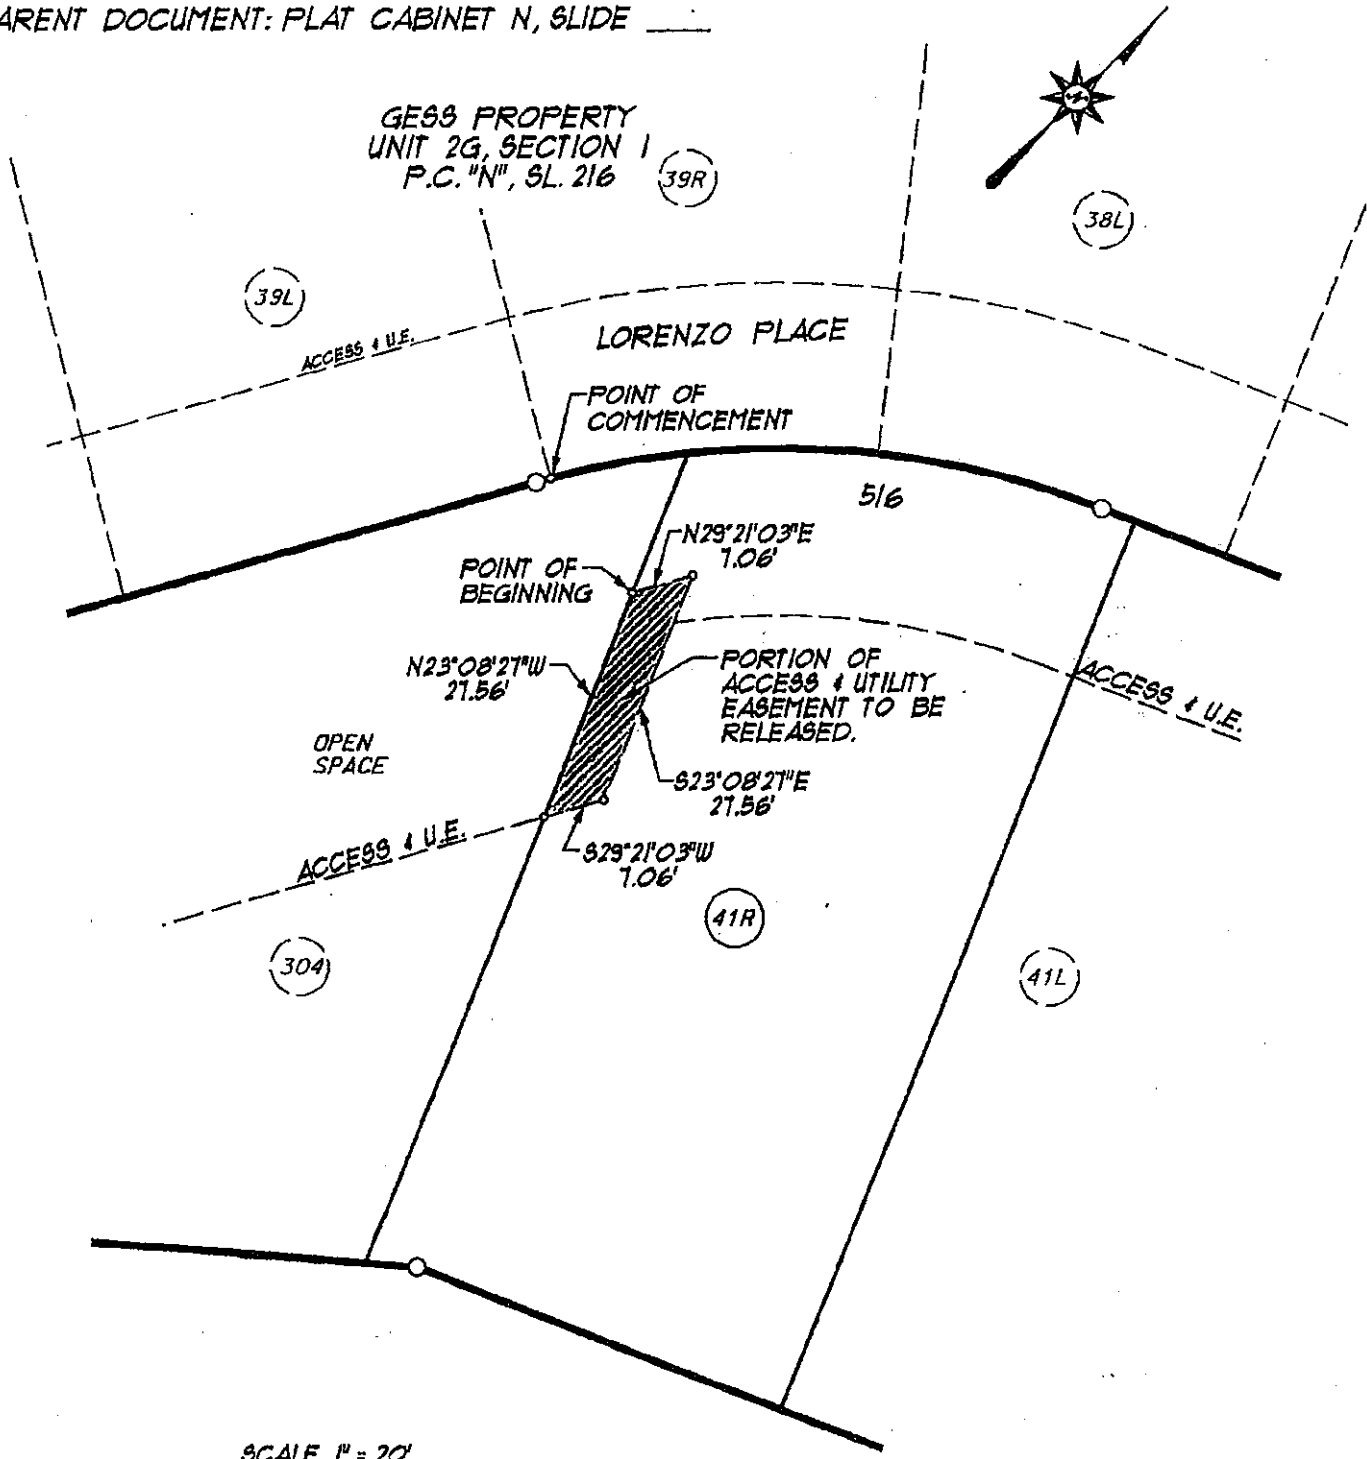 ARENT DOCUMENT: PLAT CABINET N, SLIDE
GESS PROPERTY
UNIT 2G, SECTION 1
P.C. "N", SL. 216
39R
38L
39L
ACCESS & U.E.
LORENZO PLACE
POINT OF
COMMENCEMENT
516
N29°21'03"E
7.06'
POINT OF
BEGINNING
N23°08'27"W
27.56'
PORTION OF
ACCESS & UTILITY
EASEMENT TO BE
RELEASED.
ACCESS & U.E.
OPEN
SPACE
S23°08'27"E
27.56'
ACCESS & U.E.
S29°21'03"W
7.06'
41R
304
41L
SCALE 1" = 20'